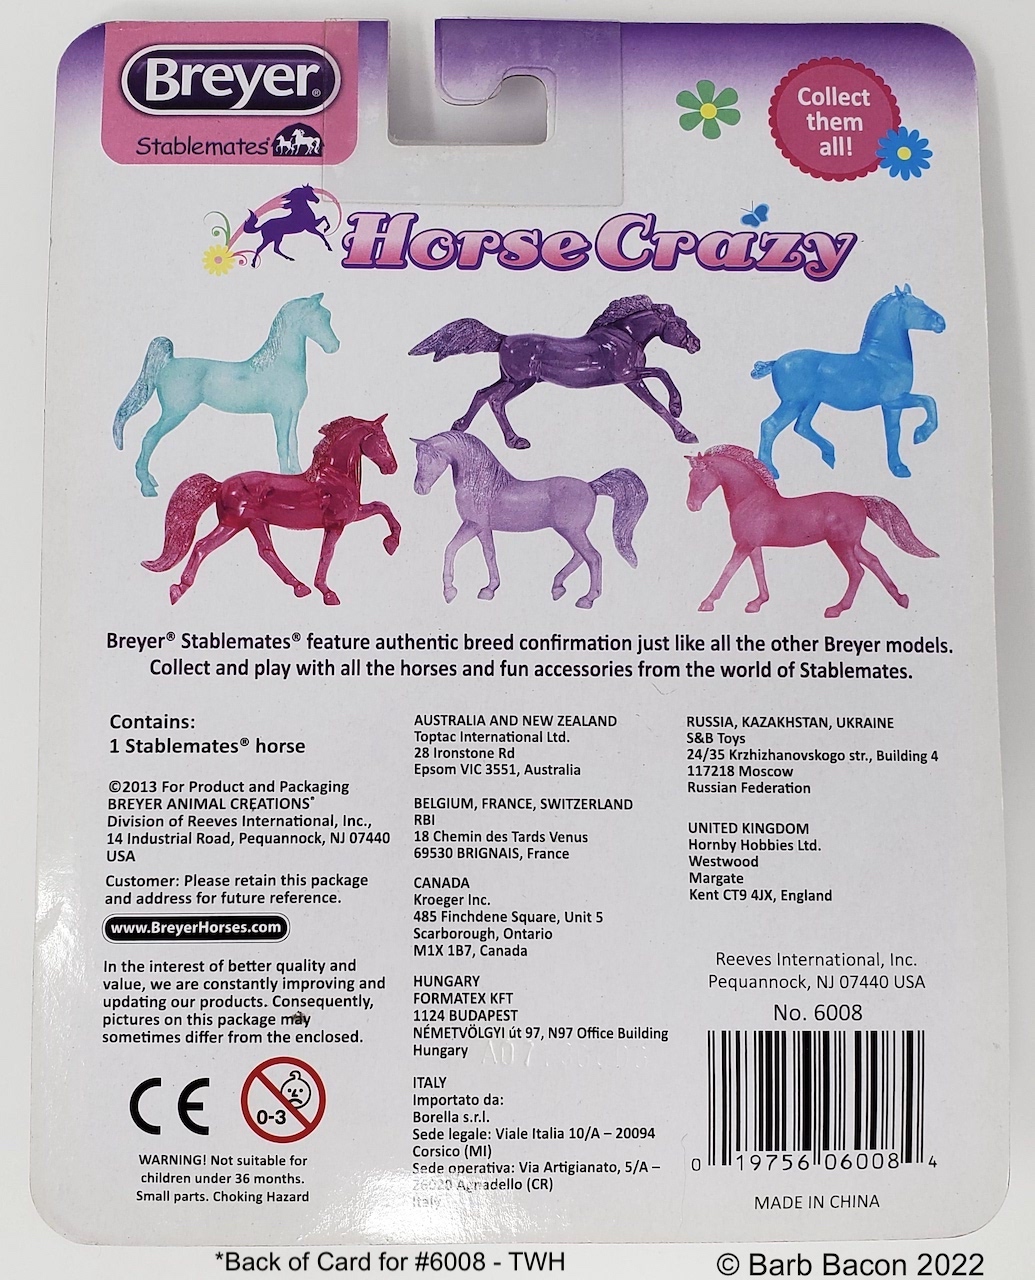 Breyer®
Stablemates®
Collect
them
all!
Horse Crazy
Breyer® Stablemates® feature authentic breed confirmation just like all the other Breyer models.
Collect and play with all the horses and fun accessories from the world of Stablemates.
Contains:
1 Stablemates® horse
©2013 For Product and Packaging
BREYER ANIMAL CREATIONS®
Division of Reeves International, Inc.,
14 Industrial Road, Pequannock, NJ 07440
USA
Customer: Please retain this package
and address for future reference.
www.BreyerHorses.com
In the interest of better quality and
value, we are constantly improving and
updating our products. Consequently,
pictures on this package may
sometimes differ from the enclosed.
CE
0-3
WARNING! Not suitable for
children under 36 months.
Small parts. Choking Hazard
AUSTRALIA AND NEW ZEALAND
Toptac International Ltd.
28 Ironstone Rd
Epsom VIC 3551, Australia
BELGIUM, FRANCE, SWITZERLAND
RBI
18 Chemin des Tards Venus
69530 BRIGNAIS, France
CANADA
Kroeger Inc.
485 Finchdene Square, Unit 5
Scarborough, Ontario
M1X 1B7, Canada
HUNGARY
FORMATEX KFT
1124 BUDAPEST
NÉMETVÖLGYI út 97, N97 Office Building
Hungary
ITALY
Importato da:
Borella s.r.l.
Sede legale: Viale Italia 10/A – 20094
Corsico (MI)
Sede operativa: Via Artigianato, 5/A –
Agnadello (CR)
Italy
RUSSIA, KAZAKHSTAN, UKRAINE
S&B Toys
24/35 Krzhizhanovskogo str., Building 4
117218 Moscow
Russian Federation
UNITED KINGDOM
Hornby Hobbies Ltd.
Westwood
Margate
Kent CT9 4JX, England
Reeves International, Inc.
Pequannock, NJ 07440 USA
No. 6008
0 19756 06008 4
MADE IN CHINA
*Back of Card for #6008 - TWH
© Barb Bacon 2022